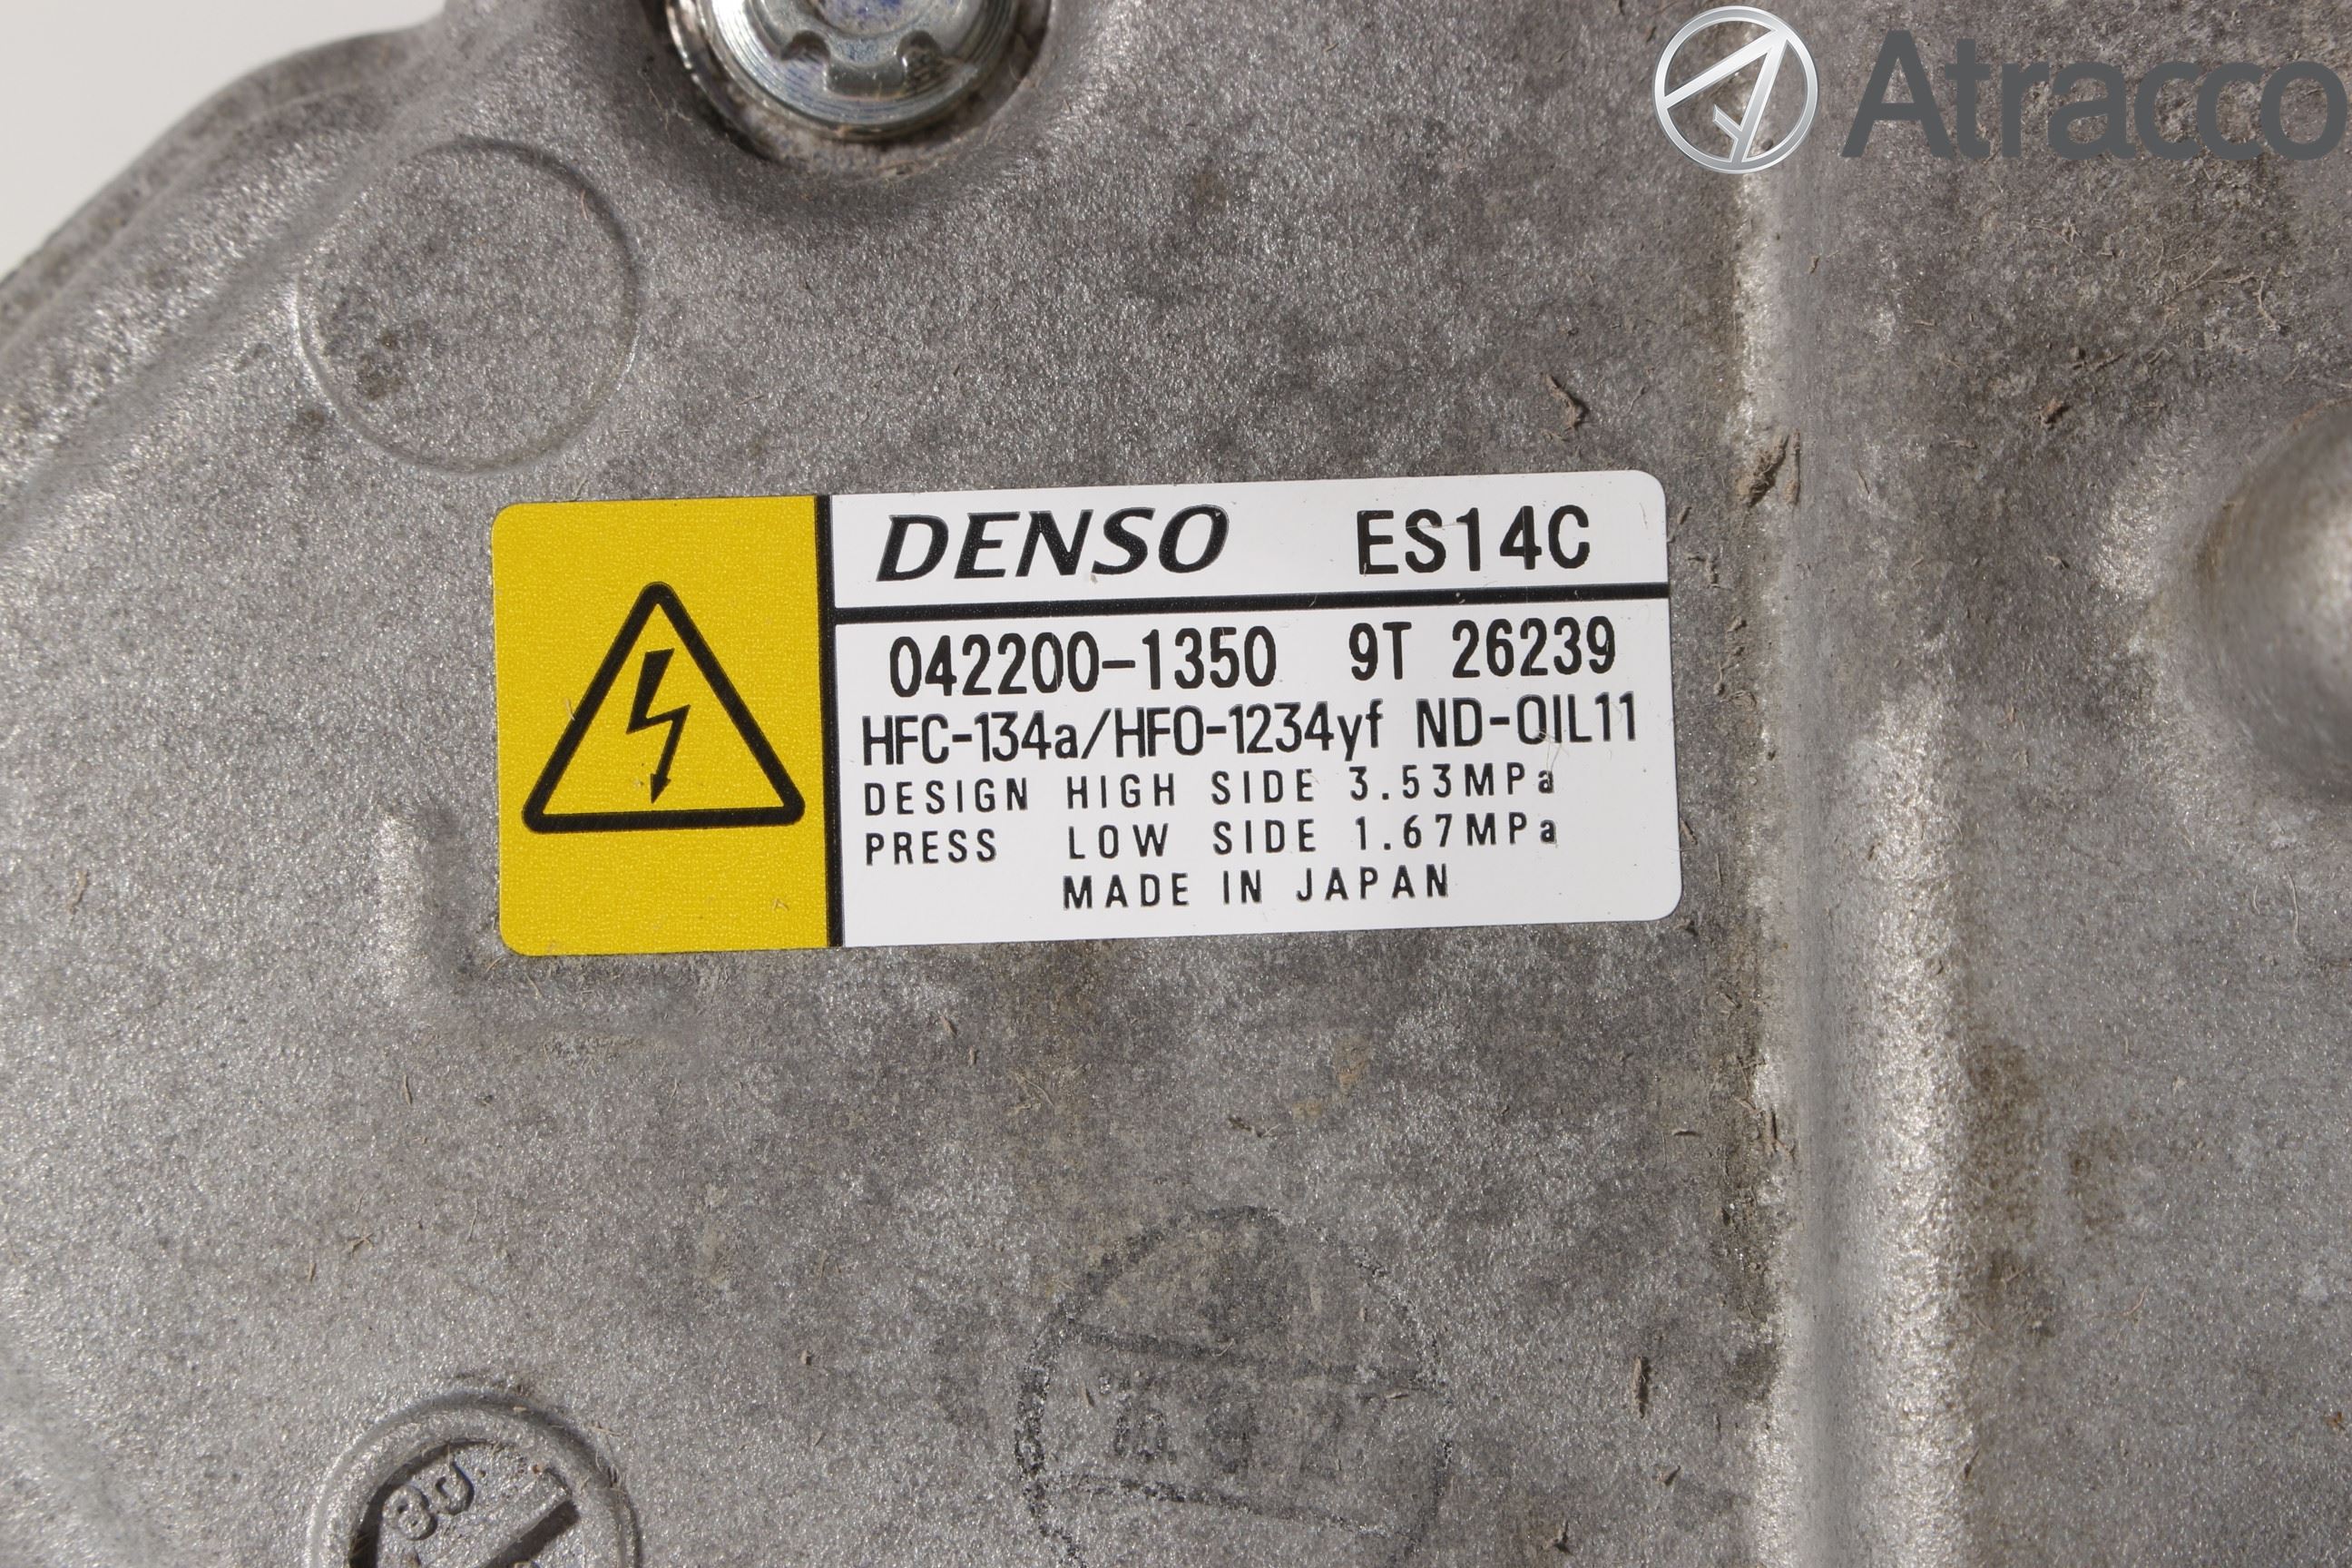 Atracco
DENSO ES14C
042200-1350 9T 26239
HFC-134a/HFO-1234yf ND-OIL11
DESIGN HIGH SIDE 3.53MPa
PRESS LOW SIDE 1.67MPa
MADE IN JAPAN